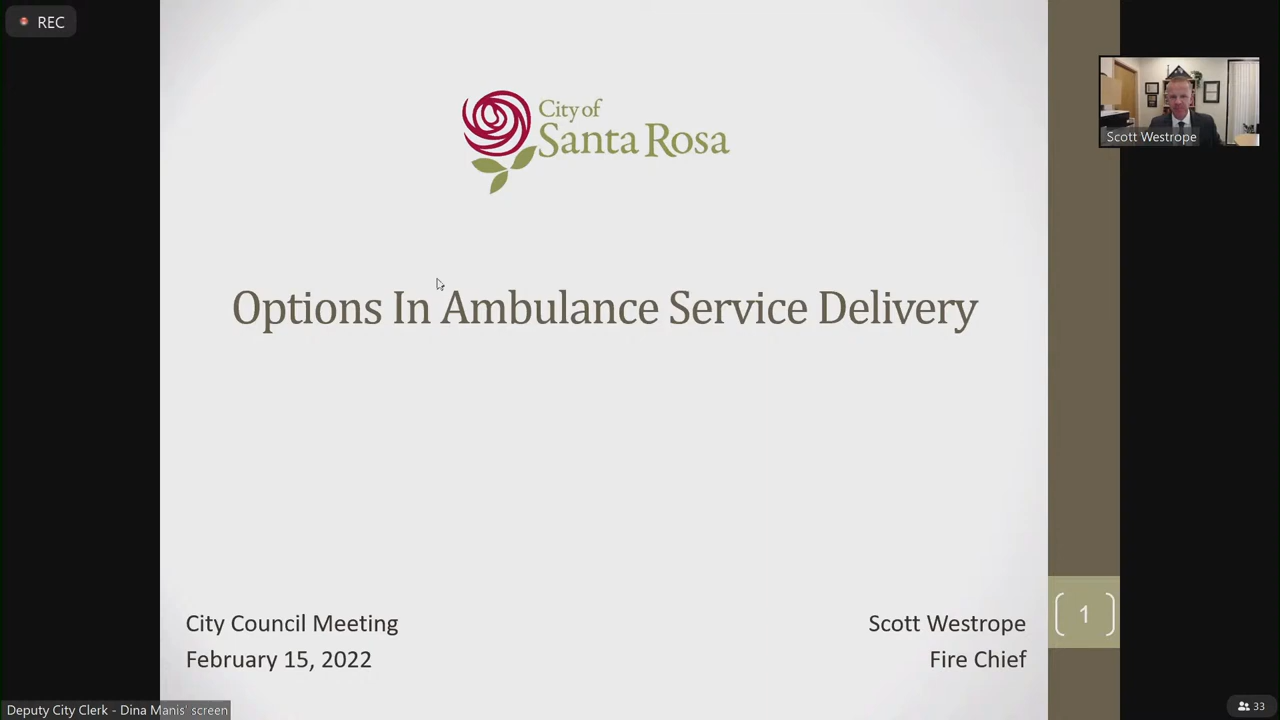 REC
City of
Santa Rosa
Scott Westrope
Options In Ambulance Service Delivery
City Council Meeting
February 15, 2022
Scott Westrope
Fire Chief
1
Deputy City Clerk - Dina Manis' screen
33